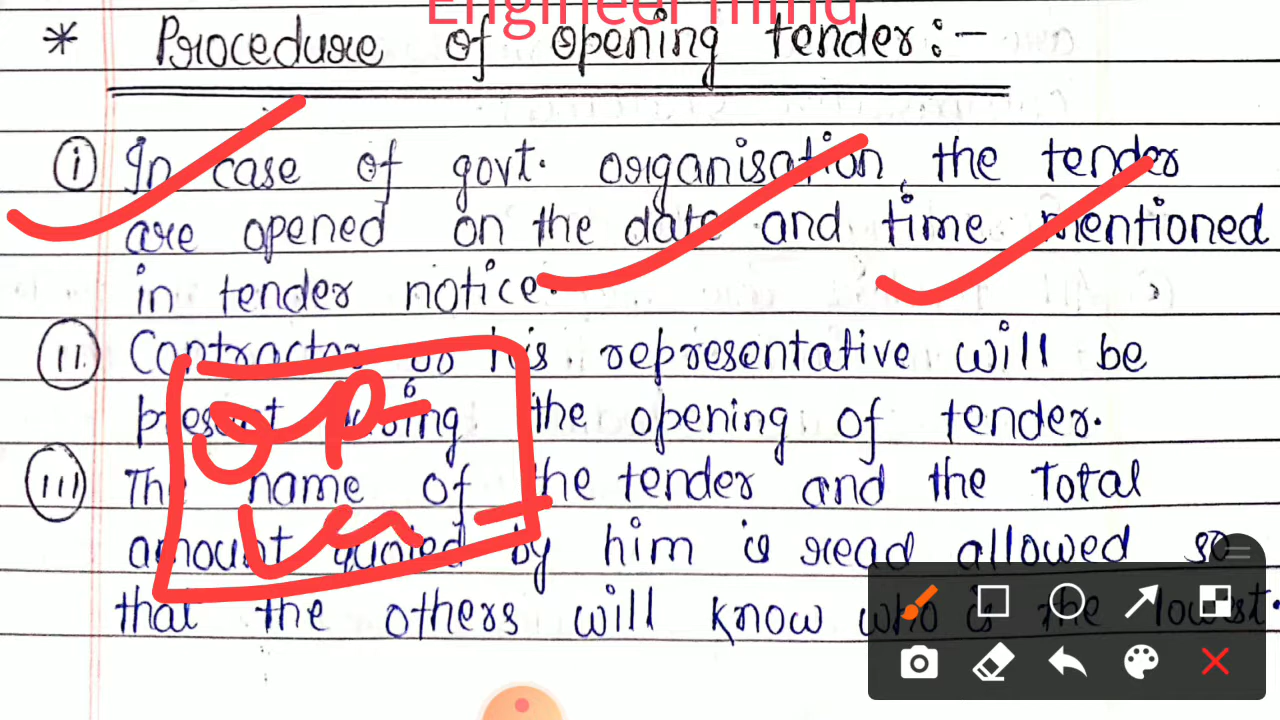 Engineer mind
* Procedure of opening tender:-
(i) In case of govt. organisation, the tender
are opened on the date and time mentioned
in tender notice.
(II) Contractor or his representative will be
present during the opening of tender.
(III) The name of the tender and the total
amount quoted by him is read allowed so
that the others will know who is the lowest.